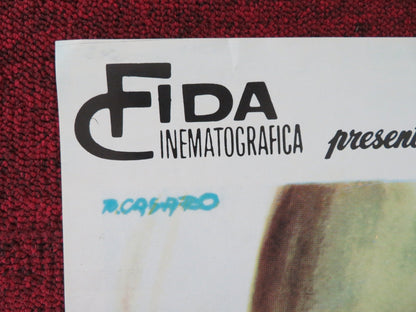 FIDA
CINEMATOGRAFICA presen
R. CASARO